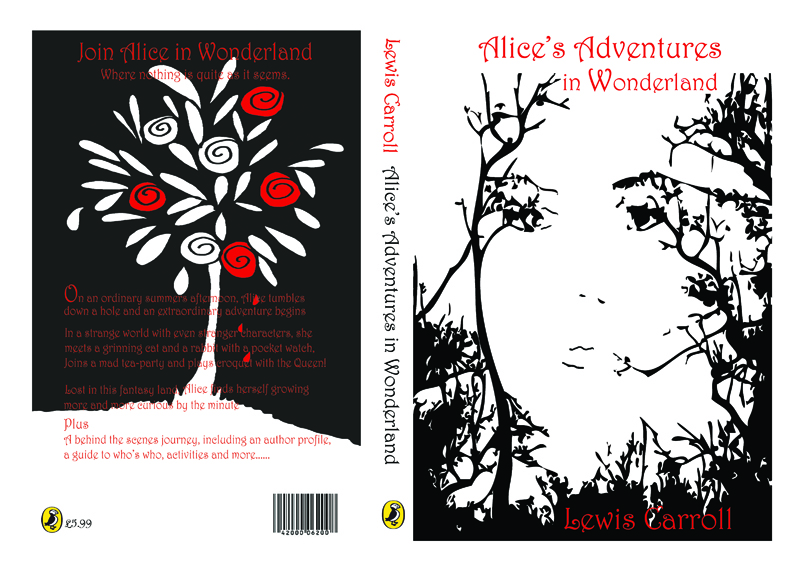 Join Alice in Wonderland
Where nothing is quite as it seems.
On an ordinary summers afternoon, Alice tumbles
down a hole and an extraordinary adventure begins
In a strange world with even stranger characters, she
meets a grinning cat and a rabbit with a pocket watch,
Joins a mad tea-party and plays croquet with the Queen!
Lost in this fantasy land, Alice finds herself growing
more and more curious by the minute
Plus
A behind the scenes journey, including an author profile,
a guide to who's who, activities and more......
£5.99
42000 06200
Lewis Carroll Alice's Adventures in Wonderland
Alice's Adventures
in Wonderland
Lewis Carroll